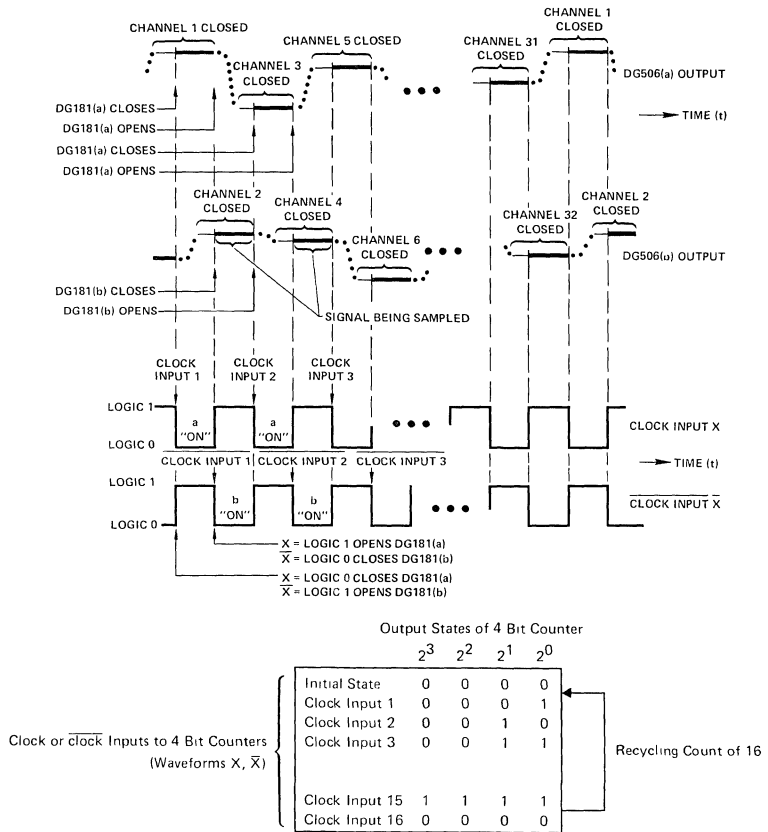 CHANNEL 1 CLOSED
CHANNEL 3
CLOSED
CHANNEL 5 CLOSED
CHANNEL 31
CLOSED
CHANNEL 1
CLOSED
DG506(a) OUTPUT
DG181(a) CLOSES
DG181(a) OPENS
DG181(a) CLOSES
DG181(a) OPENS
TIME (t)
CHANNEL 2
CLOSED
CHANNEL 4
CLOSED
CHANNEL 6
CLOSED
CHANNEL 32
CLOSED
CHANNEL 2
CLOSED
DG506(b) OUTPUT
DG181(b) CLOSES
DG181(b) OPENS
SIGNAL BEING SAMPLED
CLOCK
INPUT 1
CLOCK
INPUT 2
CLOCK
INPUT 3
LOGIC 1
LOGIC 0
a
"ON"
a
"ON"
CLOCK INPUT X
CLOCK INPUT 1
CLOCK INPUT 2
CLOCK INPUT 3
TIME (t)
LOGIC 1
LOGIC 0
b
"ON"
b
"ON"
CLOCK INPUT X̅
X = LOGIC 1 OPENS DG181(a)
X̅ = LOGIC 0 CLOSES DG181(b)
X = LOGIC 0 CLOSES DG181(a)
X̅ = LOGIC 1 OPENS DG181(b)
Output States of 4 Bit Counter
2³ 2² 2¹ 2⁰
Initial State 0 0 0 0
Clock Input 1 0 0 0 1
Clock Input 2 0 0 1 0
Clock Input 3 0 0 1 1
Clock Input 15 1 1 1 1
Clock Input 16 0 0 0 0
Clock or clock Inputs to 4 Bit Counters
(Waveforms X, X̅)
Recycling Count of 16